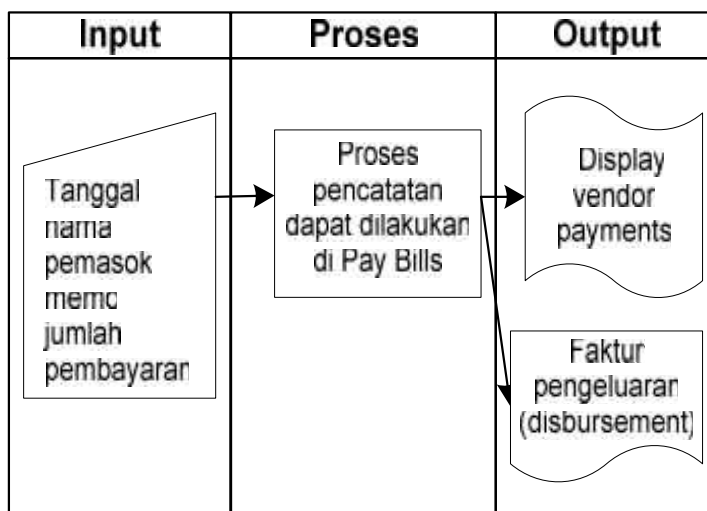 Input
Proses
Output
Tanggal
nama
pemasok
memo
jumlah
pembayaran
Proses
pencatatan
dapat dilakukan
di Pay Bills
Display
vendor
payments
Faktur
pengeluaran
(disbursement)